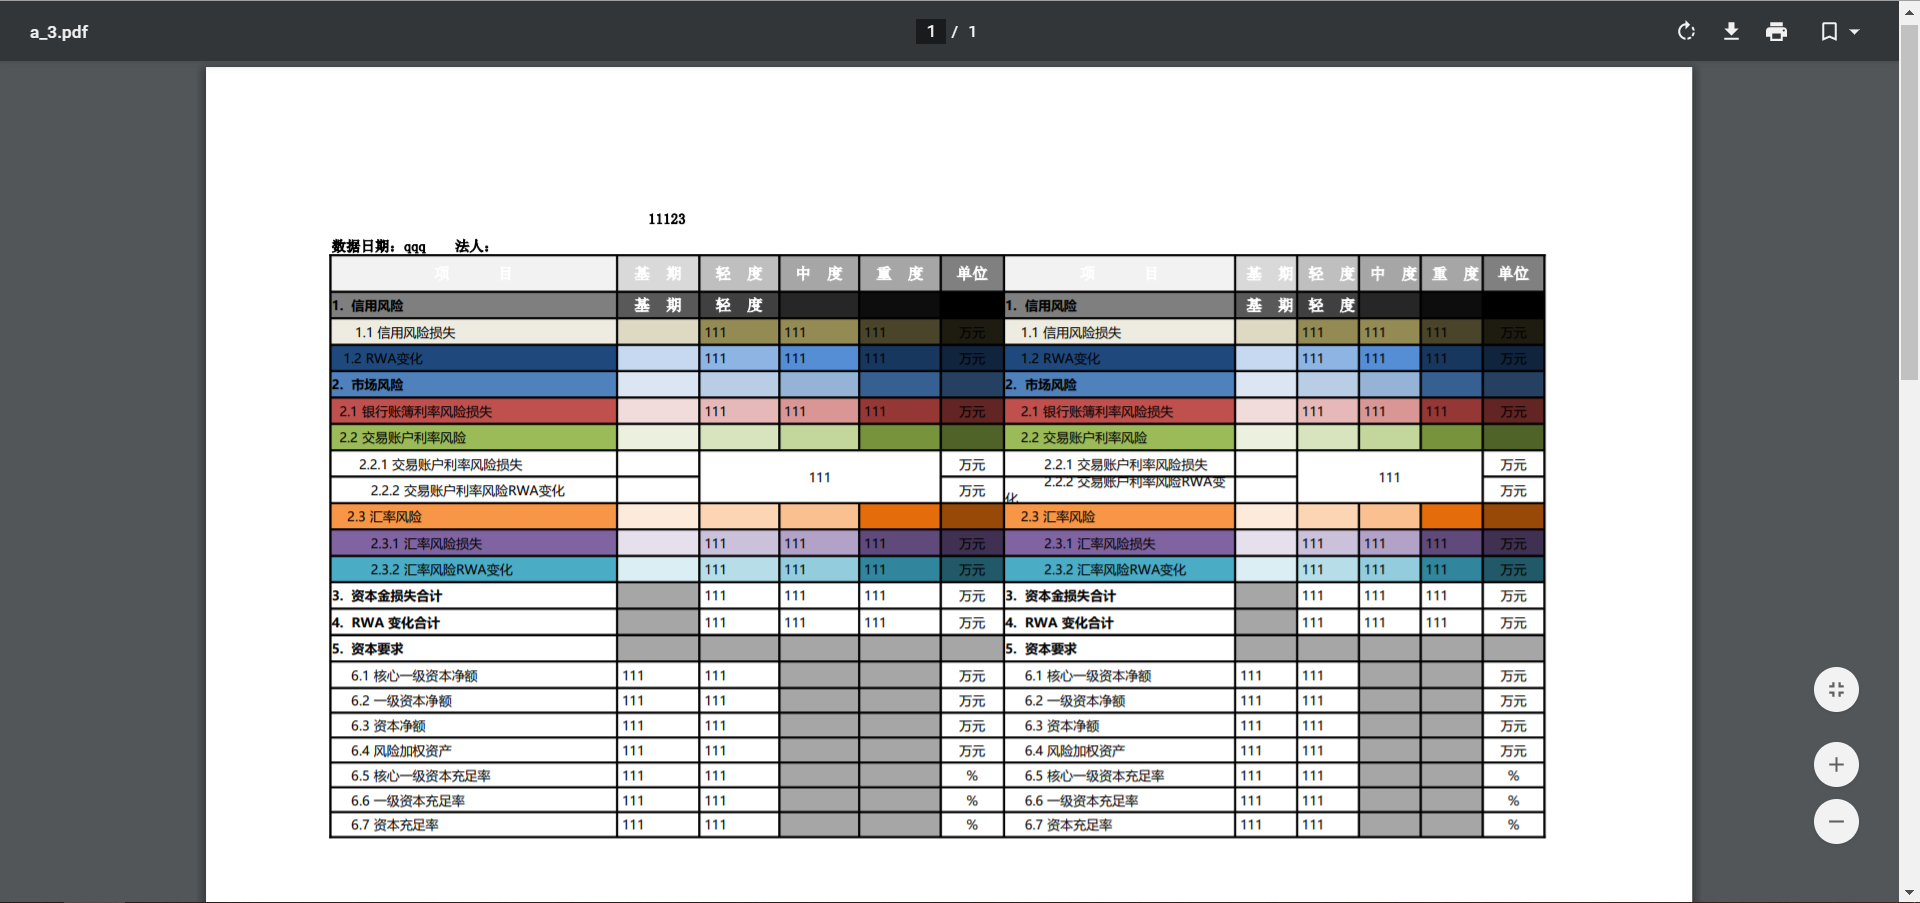 a_3.pdf
1 / 1
11123
数据日期：qqq 法人：
项 目 基 期 轻 度 中 度 重 度 单位 项 目 基 期 轻 度 中 度 重 度 单位
1. 信用风险 基 期 轻 度 1. 信用风险 基 期 轻 度
1.1 信用风险损失 111 111 111 万元 1.1 信用风险损失 111 111 111 万元
1.2 RWA变化 111 111 111 万元 1.2 RWA变化 111 111 111 万元
2. 市场风险 2. 市场风险
2.1 银行账簿利率风险损失 111 111 111 万元 2.1 银行账簿利率风险损失 111 111 111 万元
2.2 交易账户利率风险 2.2 交易账户利率风险
2.2.1 交易账户利率风险损失 111 万元 2.2.1 交易账户利率风险损失 111 万元
2.2.2 交易账户利率风险RWA变化 万元 2.2.2 交易账户利率风险RWA变化 万元
2.3 汇率风险 2.3 汇率风险
2.3.1 汇率风险损失 111 111 111 万元 2.3.1 汇率风险损失 111 111 111 万元
2.3.2 汇率风险RWA变化 111 111 111 万元 2.3.2 汇率风险RWA变化 111 111 111 万元
3. 资本金损失合计 111 111 111 万元 3. 资本金损失合计 111 111 111 万元
4. RWA 变化合计 111 111 111 万元 4. RWA 变化合计 111 111 111 万元
5. 资本要求 5. 资本要求
6.1 核心一级资本净额 111 111 万元 6.1 核心一级资本净额 111 111 万元
6.2 一级资本净额 111 111 万元 6.2 一级资本净额 111 111 万元
6.3 资本净额 111 111 万元 6.3 资本净额 111 111 万元
6.4 风险加权资产 111 111 万元 6.4 风险加权资产 111 111 万元
6.5 核心一级资本充足率 111 111 % 6.5 核心一级资本充足率 111 111 %
6.6 一级资本充足率 111 111 % 6.6 一级资本充足率 111 111 %
6.7 资本充足率 111 111 % 6.7 资本充足率 111 111 %